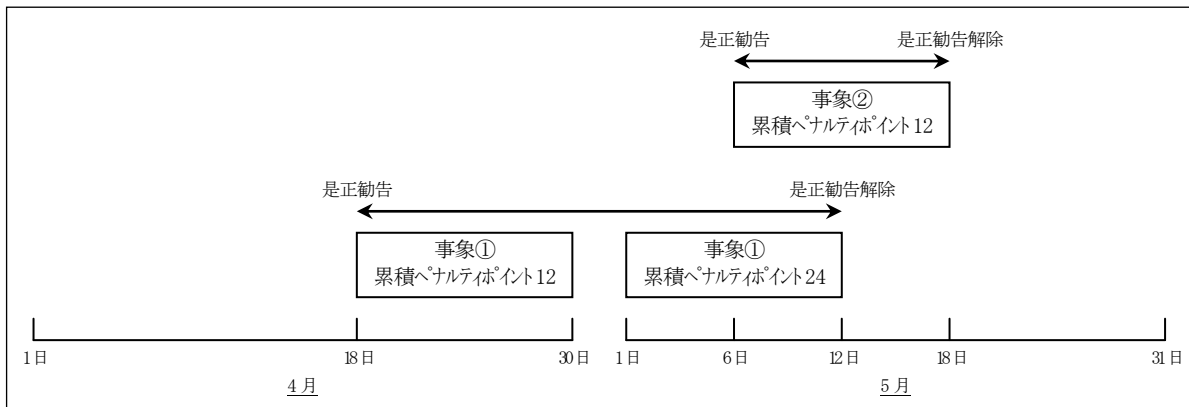 是正勧告 是正勧告解除
事象②
累積ペナルティポイント12
是正勧告 是正勧告解除
事象① 事象①
累積ペナルティポイント12 累積ペナルティポイント24
1日 18日 30日 1日 6日 12日 18日 31日
4月 5月